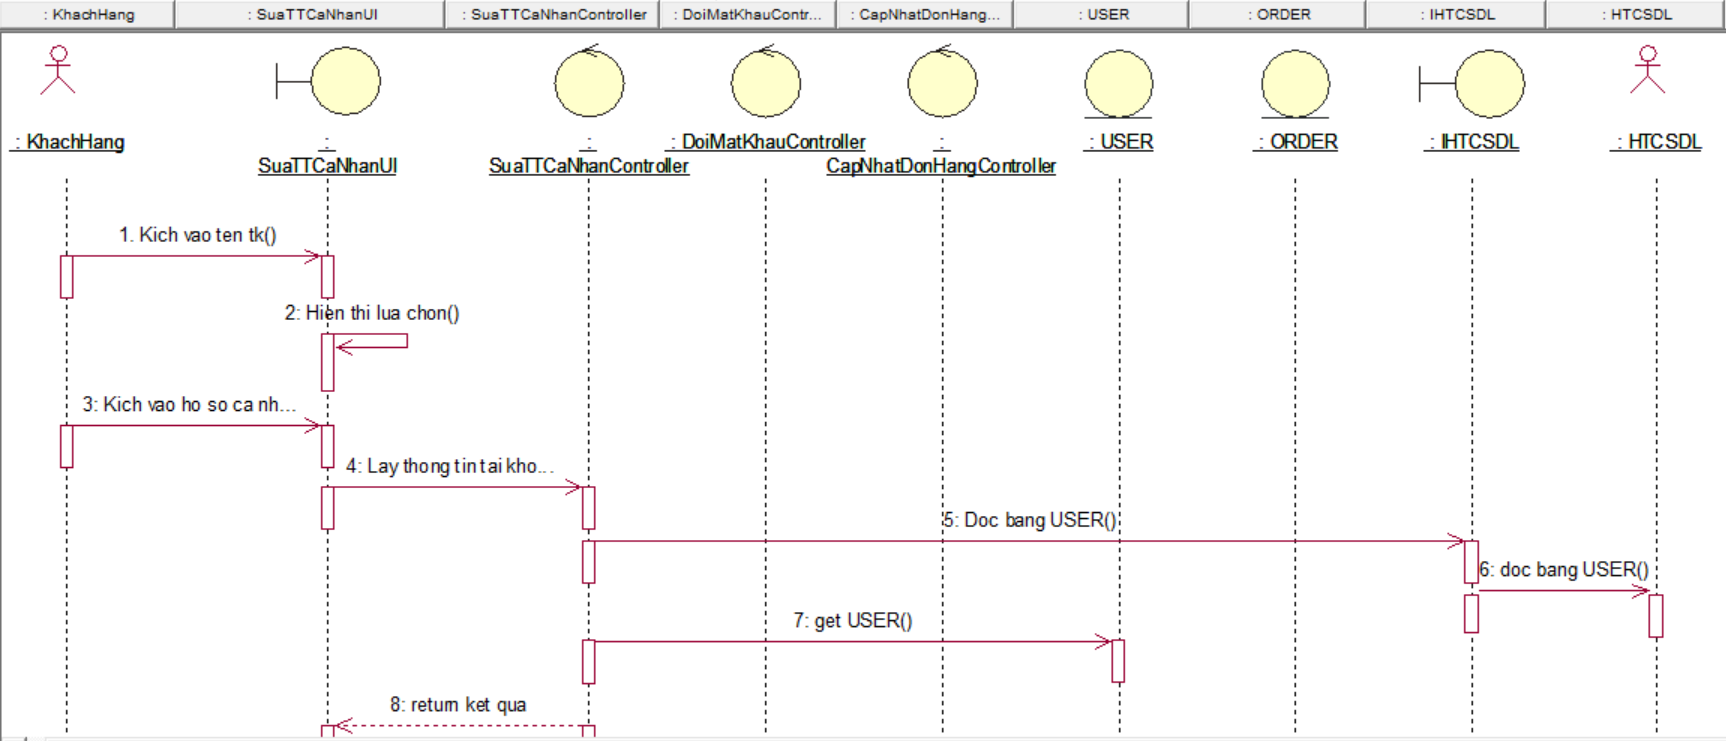 : KhachHang
: SuaTTCaNhanUI
: SuaTTCaNhanController
: DoiMatKhauContr...
: CapNhatDonHang...
: USER
: ORDER
: IHTCSDL
: HTCSDL
: KhachHang
:
SuaTTCaNhanUI
:
SuaTTCaNhanController
: DoiMatKhauController
:
CapNhatDonHangController
: USER
: ORDER
: IHTCSDL
: HTCSDL
1. Kich vao ten tk()
2: Hien thi lua chon()
3: Kich vao ho so ca nh...
4: Lay thong tin tai kho...
5: Doc bang USER()
6: doc bang USER()
7: get USER()
8: return ket qua